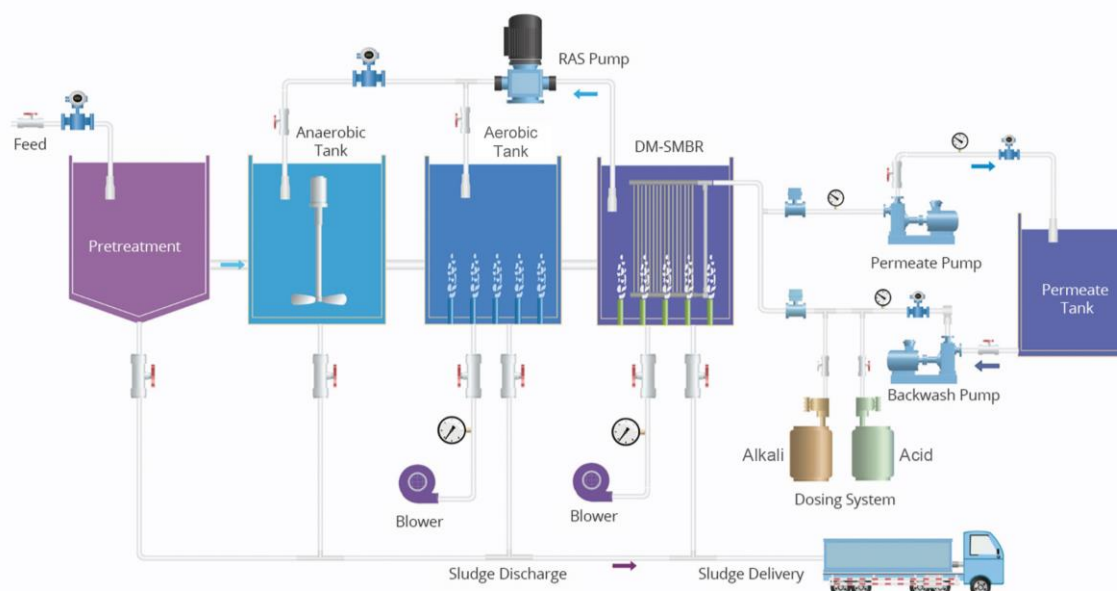 RAS Pump
Feed
Anaerobic
Tank
Aerobic
Tank
DM-SMBR
Pretreatment
Permeate Pump
Permeate
Tank
Backwash Pump
Alkali
Acid
Dosing System
Blower
Blower
Sludge Discharge
Sludge Delivery